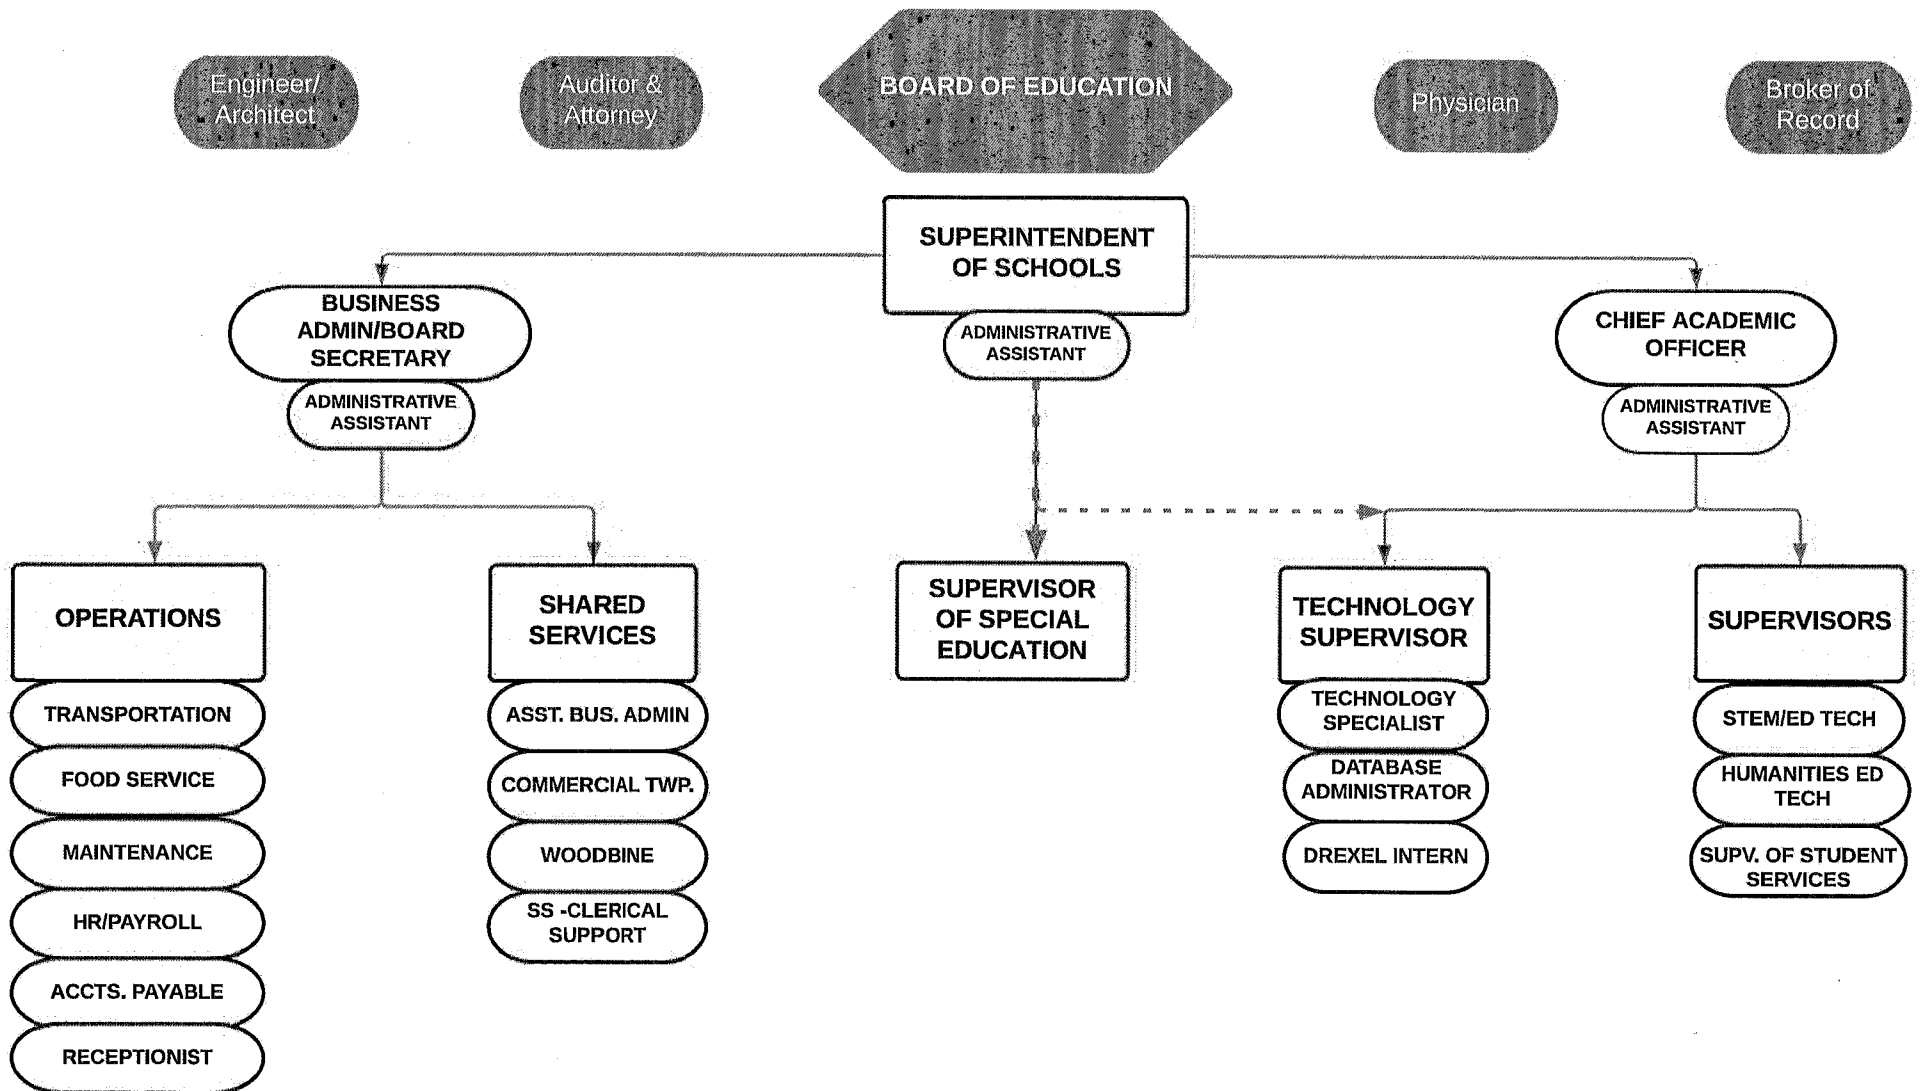 Engineer/
Architect
Auditor &
Attorney
BOARD OF EDUCATION
Physician
Broker of
Record
SUPERINTENDENT
OF SCHOOLS
ADMINISTRATIVE
ASSISTANT
BUSINESS
ADMIN/BOARD
SECRETARY
ADMINISTRATIVE
ASSISTANT
CHIEF ACADEMIC
OFFICER
ADMINISTRATIVE
ASSISTANT
OPERATIONS
TRANSPORTATION
FOOD SERVICE
MAINTENANCE
HR/PAYROLL
ACCTS. PAYABLE
RECEPTIONIST
SHARED
SERVICES
ASST. BUS. ADMIN
COMMERCIAL TWP.
WOODBINE
SS -CLERICAL
SUPPORT
SUPERVISOR
OF SPECIAL
EDUCATION
TECHNOLOGY
SUPERVISOR
TECHNOLOGY
SPECIALIST
DATABASE
ADMINISTRATOR
DREXEL INTERN
SUPERVISORS
STEM/ED TECH
HUMANITIES ED
TECH
SUPV. OF STUDENT
SERVICES